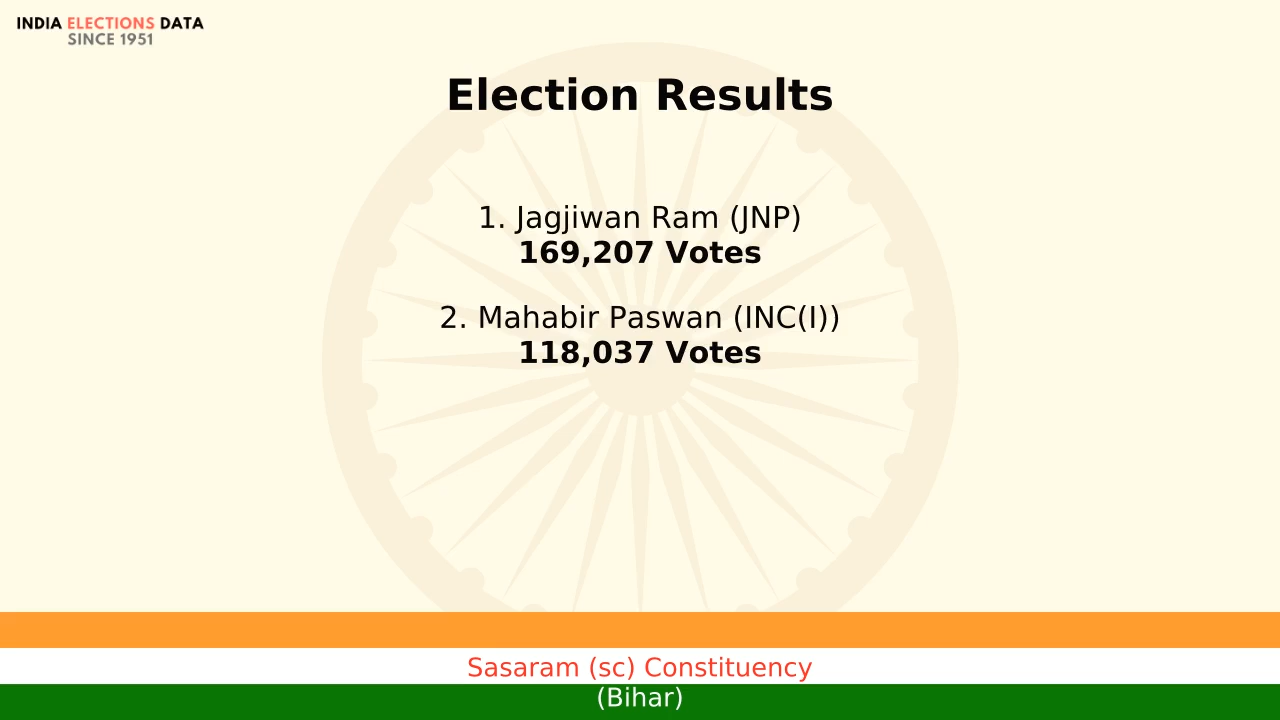 INDIA ELECTIONS DATA
SINCE 1951
Election Results
1. Jagjiwan Ram (JNP)
169,207 Votes
2. Mahabir Paswan (INC(I))
118,037 Votes
Sasaram (sc) Constituency
(Bihar)